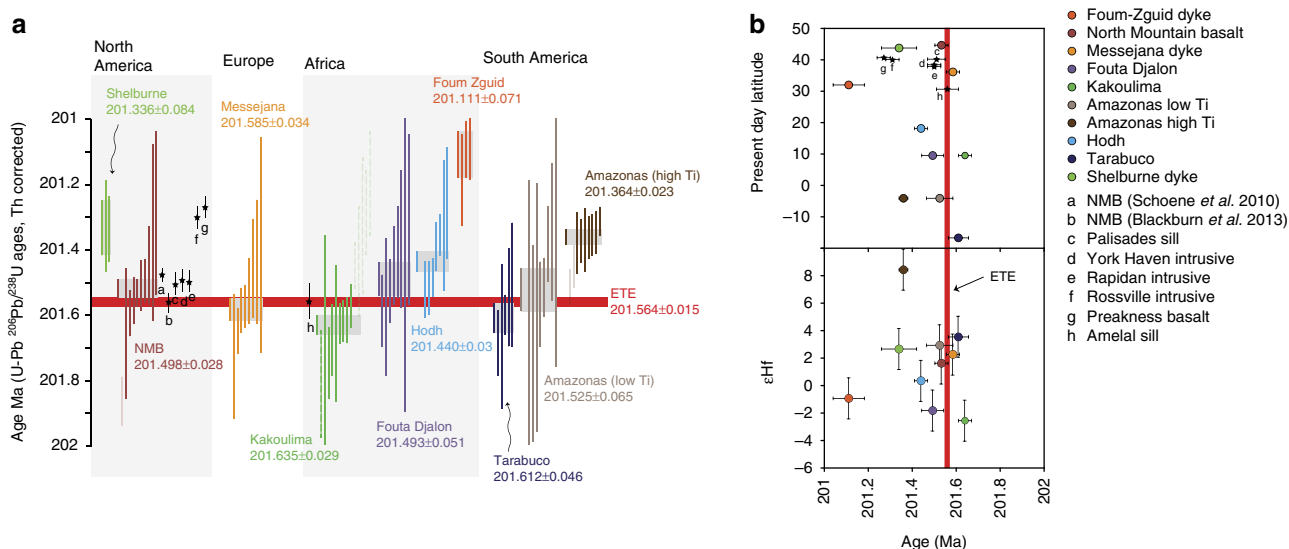 a
North
America
Europe
Africa
South America
Shelburne
201.336±0.084
Messejana
201.585±0.034
Foum Zguid
201.111±0.071
Amazonas (high Ti)
201.364±0.023
Age Ma (U-Pb 206Pb/238U ages, Th corrected)
201
201.2
201.4
201.6
201.8
202
f
g
a
c
d
e
b
h
ETE
201.564±0.015
NMB
201.498±0.028
Hodh
201.440±0.03
Amazonas (low Ti)
201.525±0.065
Kakoulima
201.635±0.029
Fouta Djalon
201.493±0.051
Tarabuco
201.612±0.046
b
Present day latitude
50
40
30
20
10
0
−10
c
g
f
d
e
h
εHf
8
6
4
2
0
−2
−4
−6
ETE
201
201.2
201.4
201.6
201.8
202
Age (Ma)
Foum-Zguid dyke
North Mountain basalt
Messejana dyke
Fouta Djalon
Kakoulima
Amazonas low Ti
Amazonas high Ti
Hodh
Tarabuco
Shelburne dyke
a NMB (Schoene et al. 2010)
b NMB (Blackburn et al. 2013)
c Palisades sill
d York Haven intrusive
e Rapidan intrusive
f Rossville intrusive
g Preakness basalt
h Amelal sill